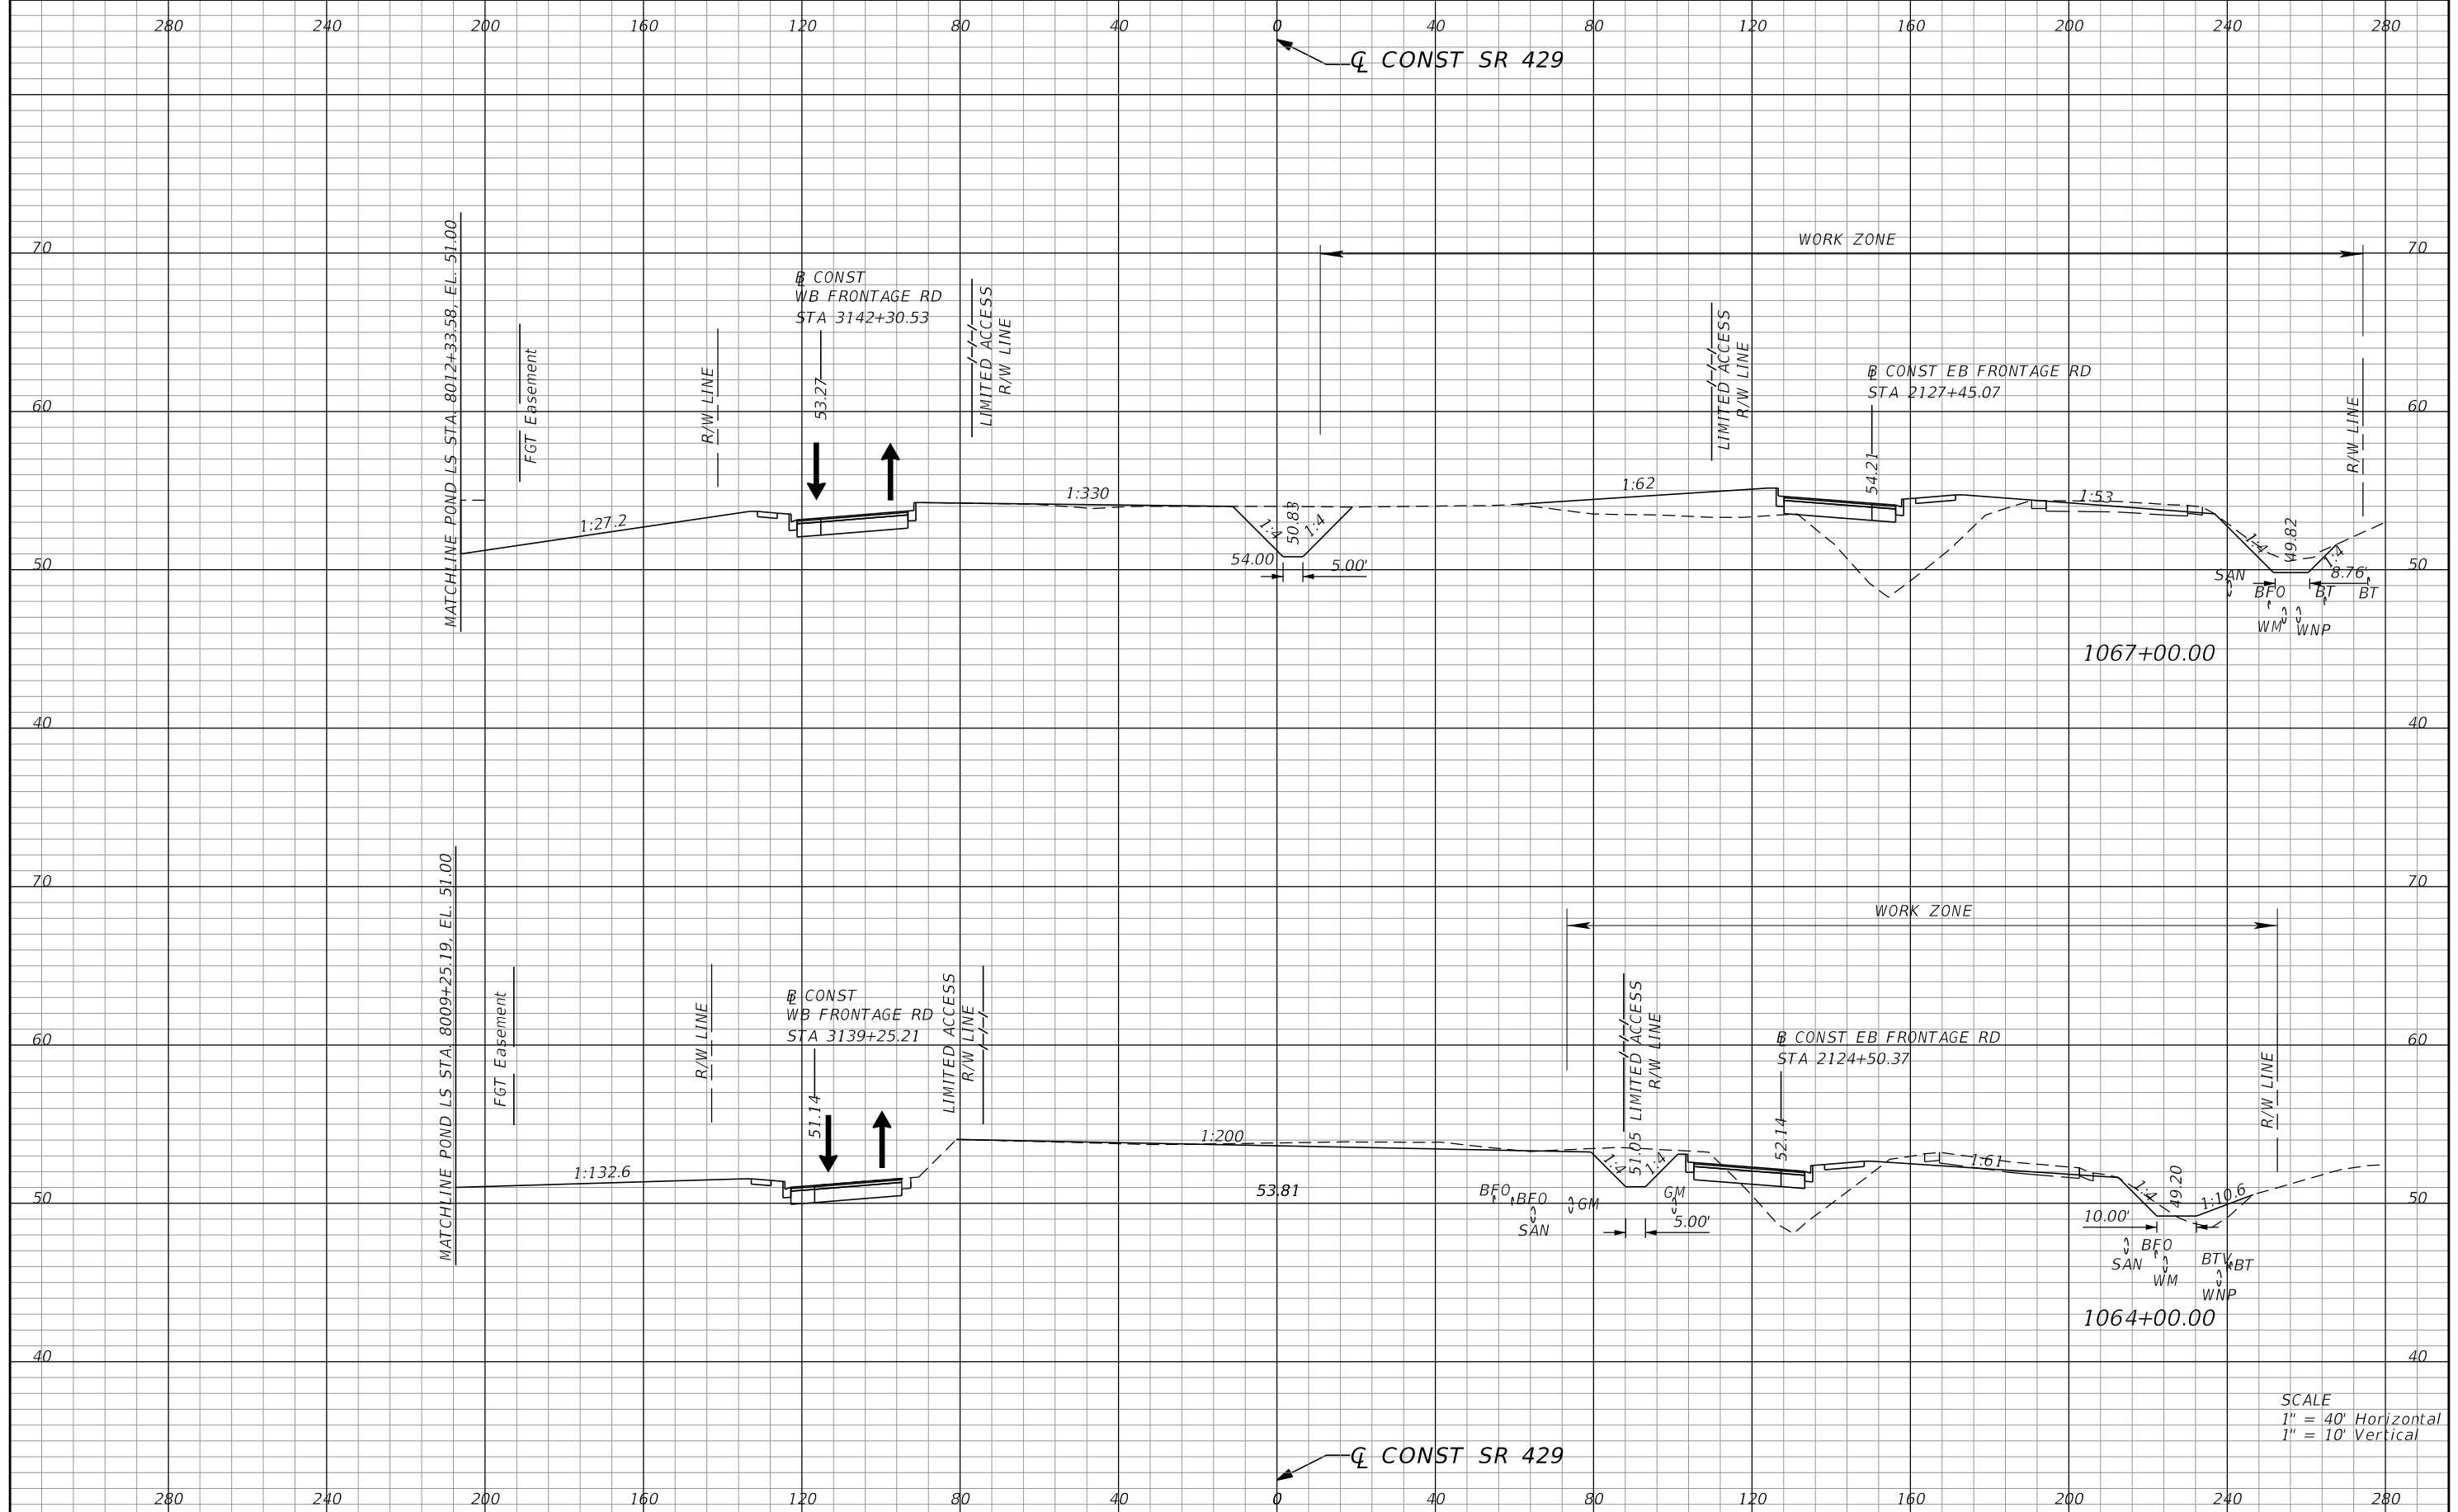 280 240 200 160 120 80 40 0 40 80 120 160 200 240 280
℄ CONST SR 429
70 70
60 60
50 50
40 40
MATCHLINE POND LS STA. 8012+33.58, EL. 51.00
FGT Easement
R/W LINE
B̵L CONST
WB FRONTAGE RD
STA 3142+30.53
53.27
LIMITED ACCESS
R/W LINE
WORK ZONE
LIMITED ACCESS
R/W LINE
BL CONST EB FRONTAGE RD
STA 2127+45.07
54.21
R/W LINE
1:27.2
1:330
1:4
50.83
1:4
54.00
5.00'
1:62
1:53
1:4
49.82
1:4
8.76'
SAN
BFO
BT
BT
WM
WNP
1067+00.00
70 70
60 60
50 50
40 40
MATCHLINE POND LS STA. 8009+25.19, EL. 51.00
FGT Easement
R/W LINE
BL CONST
WB FRONTAGE RD
STA 3139+25.21
51.14
LIMITED ACCESS
R/W LINE
WORK ZONE
LIMITED ACCESS
R/W LINE
BL CONST EB FRONTAGE RD
STA 2124+50.37
52.14
R/W LINE
1:132.6
1:200
53.81
1:4
51.05
1:4
5.00'
BFO
BFO
SAN
GM
GM
1:61
1:4
49.20
1:10.6
10.00'
SAN
BFO
WM
BTV
BT
WNP
1064+00.00
SCALE
1" = 40' Horizontal
1" = 10' Vertical
℄ CONST SR 429
280 240 200 160 120 80 40 0 40 80 120 160 200 240 280